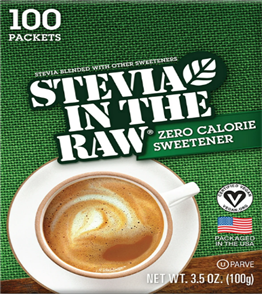 100
PACKETS
STEVIA BLENDED WITH OTHER SWEETENERS
STEVIA
IN THE
RAW®
ZERO CALORIE
SWEETENER
V
PACKAGED
IN THE USA
U PARVE
NET WT. 3.5 OZ. (100g)